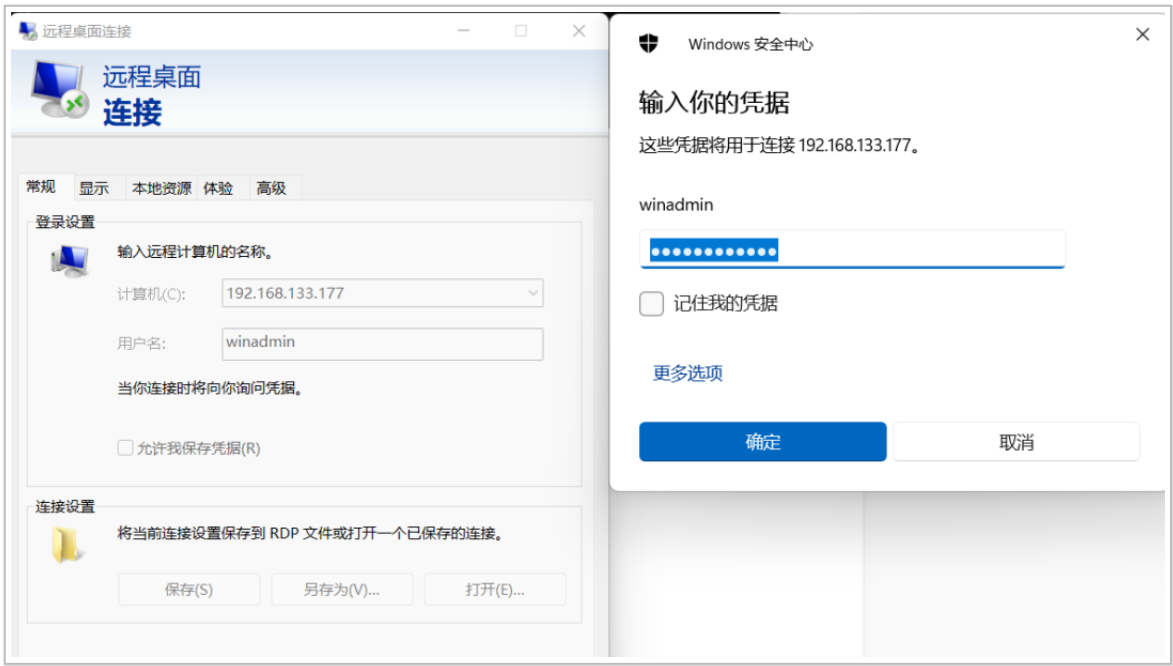 远程桌面连接
远程桌面
连接
常规 显示 本地资源 体验 高级
登录设置
输入远程计算机的名称。
计算机(C): 192.168.133.177
用户名: winadmin
当你连接时将向你询问凭据。
允许我保存凭据(R)
连接设置
将当前连接设置保存到 RDP 文件或打开一个已保存的连接。
保存(S) 另存为(V)... 打开(E)...
Windows 安全中心
输入你的凭据
这些凭据将用于连接 192.168.133.177。
winadmin
●●●●●●●●●●●●
记住我的凭据
更多选项
确定 取消